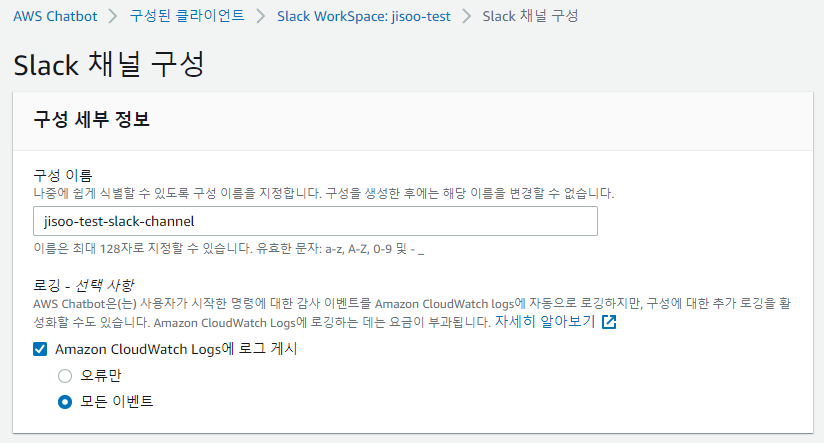 AWS Chatbot > 구성된 클라이언트 > Slack WorkSpace: jisoo-test > Slack 채널 구성
Slack 채널 구성
구성 세부 정보
구성 이름
나중에 쉽게 식별할 수 있도록 구성 이름을 지정합니다. 구성을 생성한 후에는 해당 이름을 변경할 수 없습니다.
jisoo-test-slack-channel
이름은 최대 128자로 지정할 수 있습니다. 유효한 문자: a-z, A-Z, 0-9 및 - _
로깅 - 선택 사항
AWS Chatbot은(는) 사용자가 시작한 명령에 대한 감사 이벤트를 Amazon CloudWatch logs에 자동으로 로깅하지만, 구성에 대한 추가 로깅을 활
성화할 수도 있습니다. Amazon CloudWatch Logs에 로깅하는 데는 요금이 부과됩니다. 자세히 알아보기
Amazon CloudWatch Logs에 로그 게시
오류만
모든 이벤트